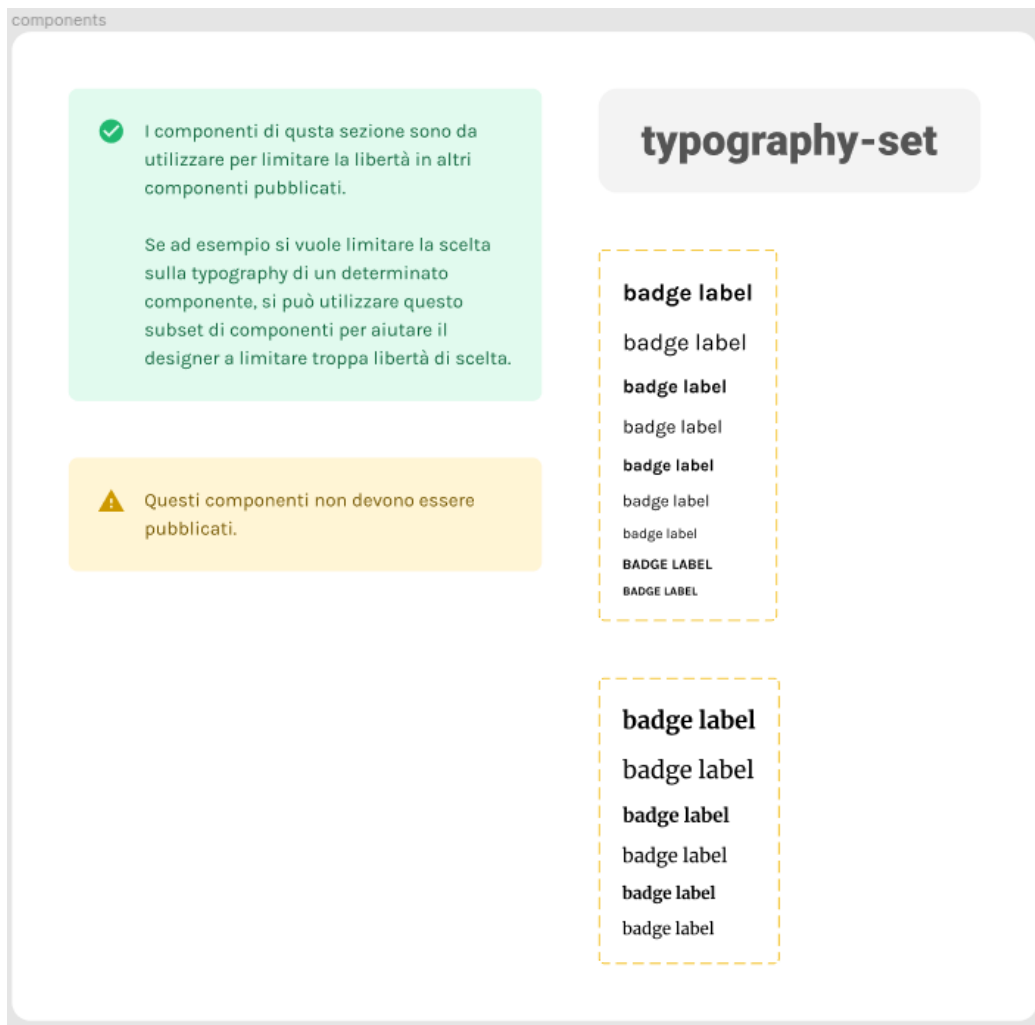 components
I componenti di qusta sezione sono da
utilizzare per limitare la libertà in altri
componenti pubblicati.
Se ad esempio si vuole limitare la scelta
sulla typography di un determinato
componente, si può utilizzare questo
subset di componenti per aiutare il
designer a limitare troppa libertà di scelta.
Questi componenti non devono essere
pubblicati.
typography-set
badge label
badge label
badge label
badge label
badge label
badge label
badge label
BADGE LABEL
BADGE LABEL
badge label
badge label
badge label
badge label
badge label
badge label